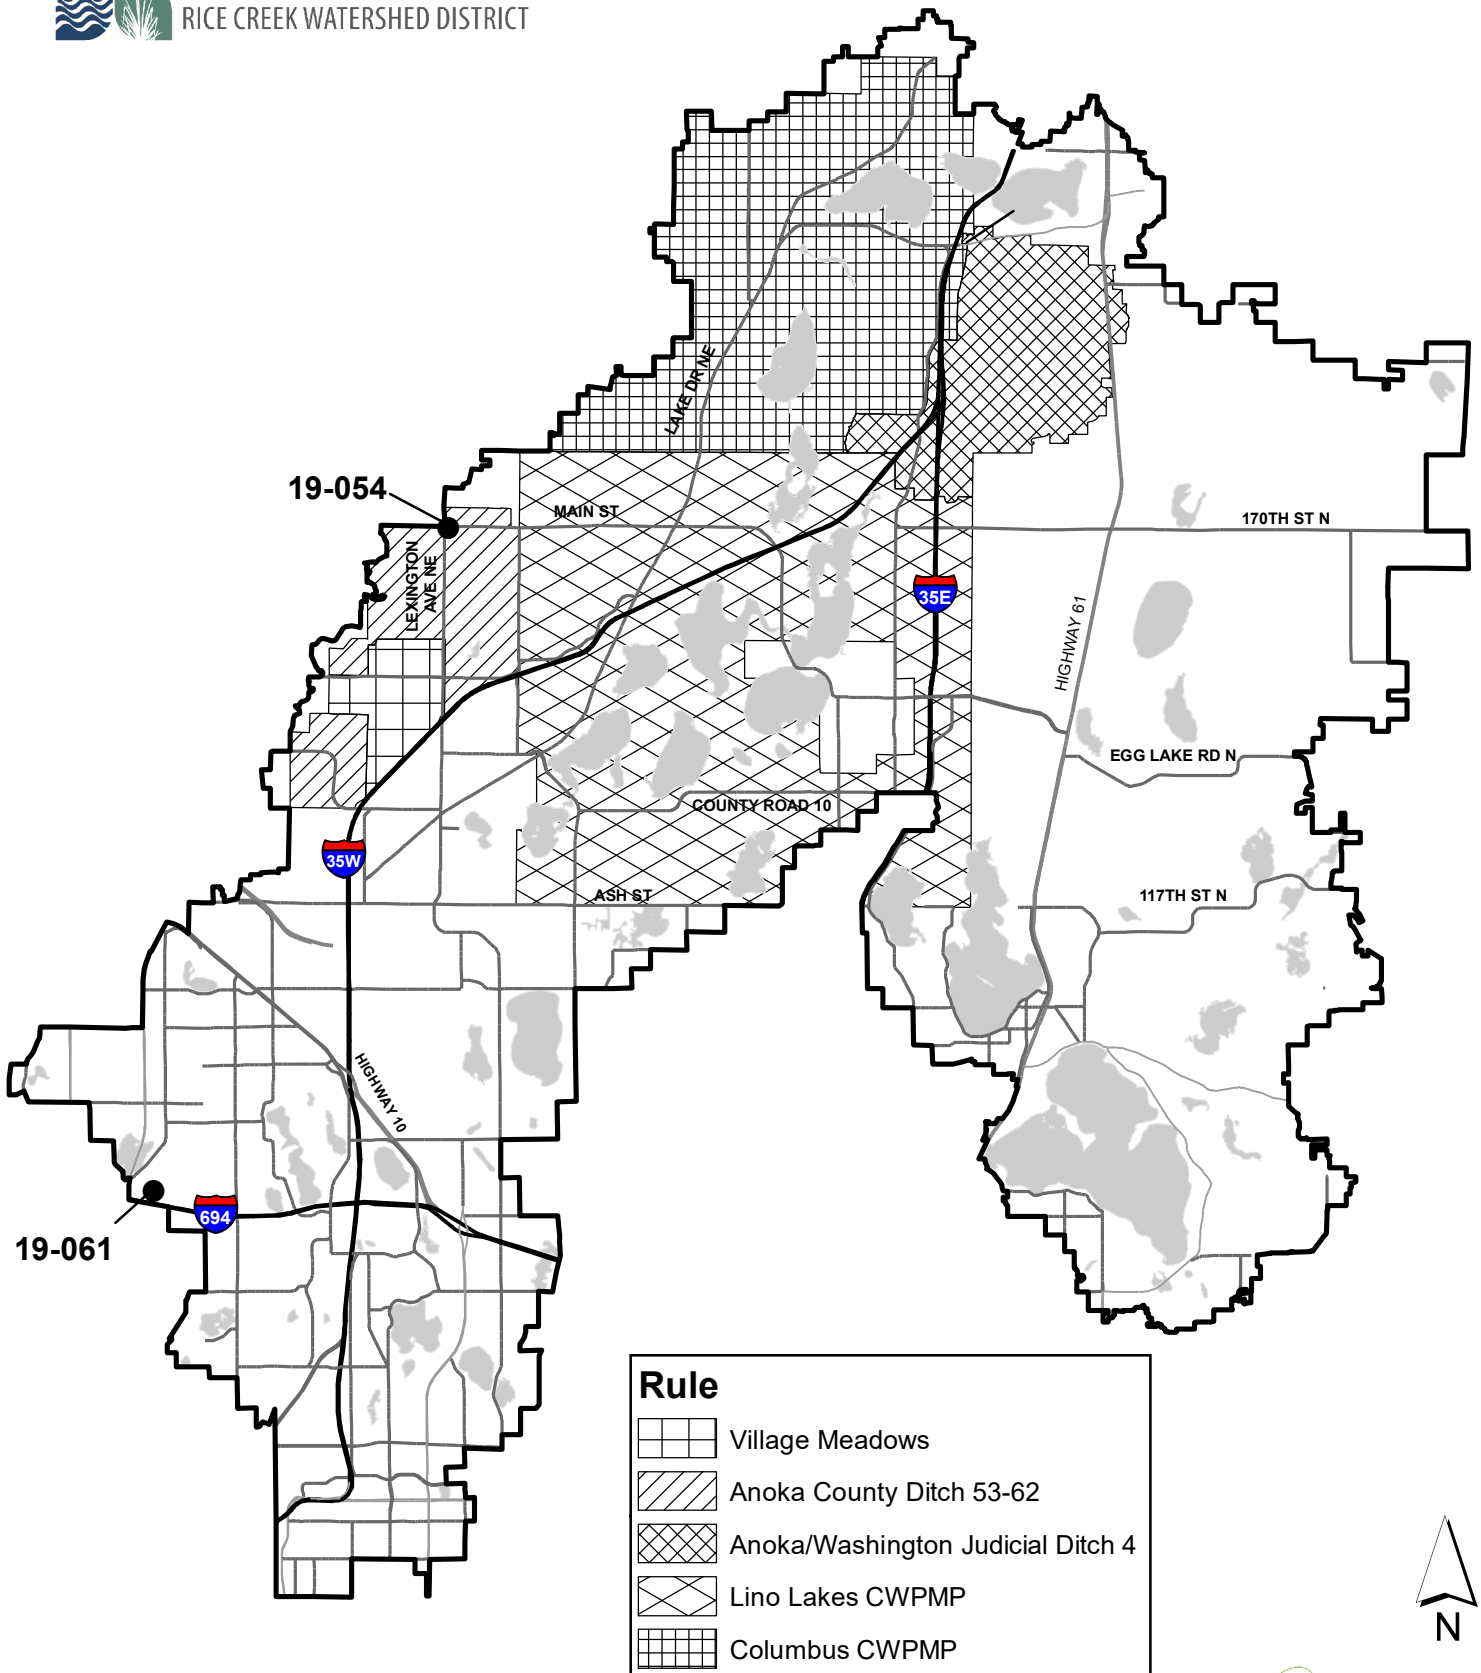 RICE CREEK WATERSHED DISTRICT
LAKE DR NE
19-054
MAIN ST
170TH ST N
LEXINGTON
AVE NE
35E
HIGHWAY 61
EGG LAKE RD N
COUNTY ROAD 10
35W
ASH ST
117TH ST N
HIGHWAY 10
694
19-061
Rule
Village Meadows
Anoka County Ditch 53-62
Anoka/Washington Judicial Ditch 4
Lino Lakes CWPMP
Columbus CWPMP
N